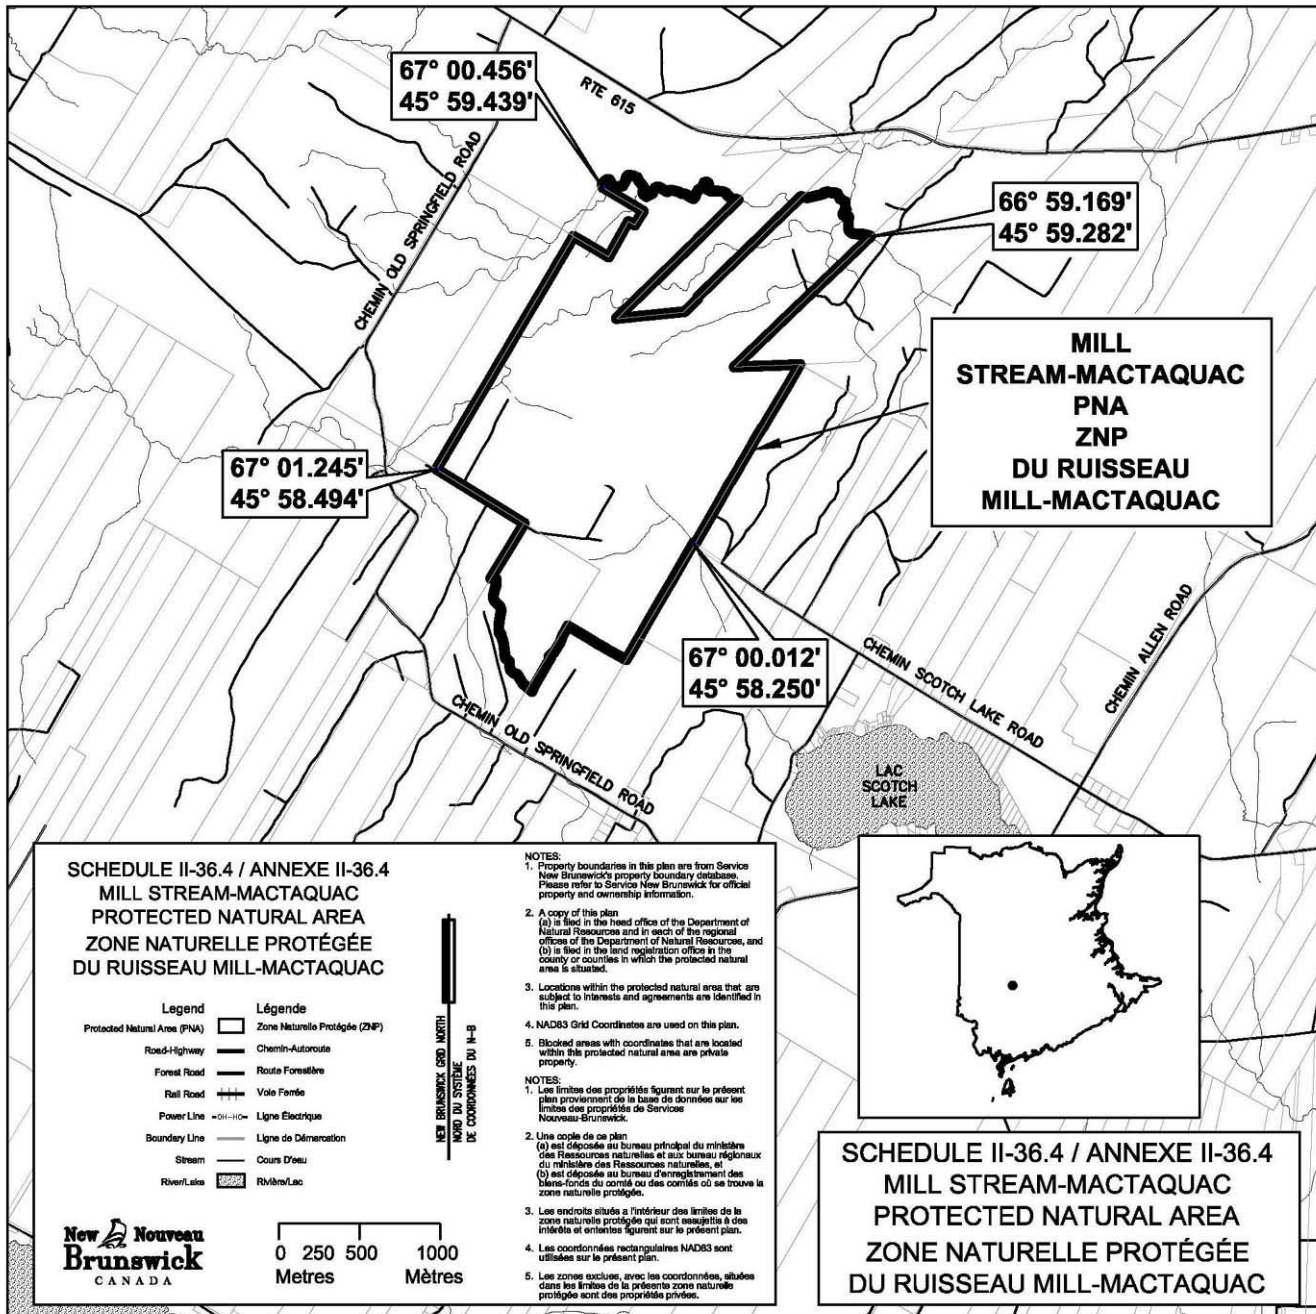 67° 00.456'
45° 59.439'
RTE 615
CHEMIN OLD SPRINGFIELD ROAD
66° 59.169'
45° 59.282'
MILL
STREAM-MACTAQUAC
PNA
ZNP
DU RUISSEAU
MILL-MACTAQUAC
67° 01.245'
45° 58.494'
67° 00.012'
45° 58.250'
CHEMIN SCOTCH LAKE ROAD
CHEMIN ALLEN ROAD
CHEMIN OLD SPRINGFIELD ROAD
LAC
SCOTCH
LAKE
SCHEDULE II-36.4 / ANNEXE II-36.4
MILL STREAM-MACTAQUAC
PROTECTED NATURAL AREA
ZONE NATURELLE PROTÉGÉE
DU RUISSEAU MILL-MACTAQUAC
Legend Légende
Protected Natural Area (PNA) Zone Naturelle Protégée (ZNP)
Road-Highway Chemin-Autoroute
Forest Road Route Forestière
Rail Road Voie Ferrée
Power Line OH-HO Ligne Électrique
Boundary Line Ligne de Démarcation
Stream Cours D'eau
River/Lake Rivière/Lac
NEW BRUNSWICK GRID NORTH
NORD DU SYSTÈME
DE COORDONNÉES DU N-B
New Nouveau
Brunswick
CANADA
0 250 500 1000
Metres Mètres
NOTES:
1. Property boundaries in this plan are from Service
New Brunswick's property boundary database.
Please refer to Service New Brunswick for official
property and ownership information.
2. A copy of this plan
(a) is filed in the head office of the Department of
Natural Resources and in each of the regional
offices of the Department of Natural Resources, and
(b) is filed in the land registration office in the
county or counties in which the protected natural
area is situated.
3. Locations within the protected natural area that are
subject to interests and agreements are identified in
this plan.
4. NAD83 Grid Coordinates are used on this plan.
5. Blocked areas with coordinates that are located
within this protected natural area are private
property.
NOTES:
1. Les limites des propriétés figurant sur le présent
plan proviennent de la base de données sur les
limites des propriétés de Services
Nouveau-Brunswick.
2. Une copie de ce plan
(a) est déposée au bureau principal du ministère
des Ressources naturelles et aux bureau régionaux
du ministère des Ressources naturelles, et
(b) est déposée au bureau d'enregistrement des
biens-fonds du comté ou des comtés où se trouve la
zone naturelle protégée.
3. Les endroits situés a l'intérieur des limites de la
zone naturelle protégée qui sont assujettis à des
intérêts et ententes figurent sur le présent plan.
4. Les coordonnées rectangulaires NAD83 sont
utilisées sur le présent plan.
5. Les zones exclues, avec les coordonnées, situées
dans les limites de la présente zone naturelle
protégée sont des propriétés privées.
SCHEDULE II-36.4 / ANNEXE II-36.4
MILL STREAM-MACTAQUAC
PROTECTED NATURAL AREA
ZONE NATURELLE PROTÉGÉE
DU RUISSEAU MILL-MACTAQUAC